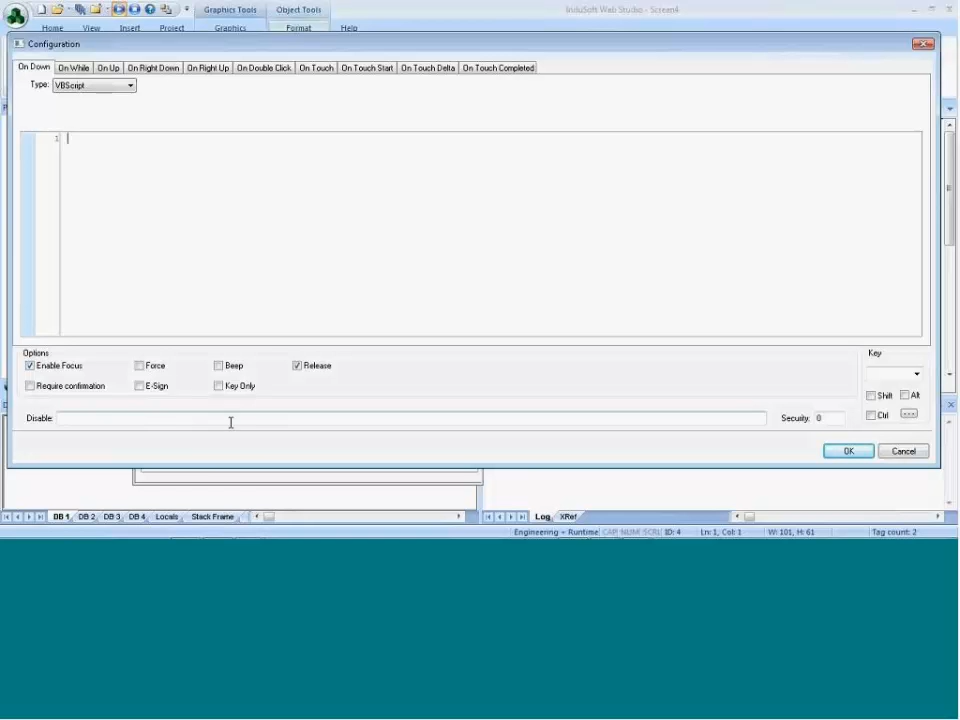 Graphics Tools Object Tools InduSoft Web Studio - Screen4
Home View Insert Project Graphics Format Help
Configuration
On Down On While On Up On Right Down On Right Up On Double Click On Touch On Touch Start On Touch Delta On Touch Completed
Type: VBScript
1
Options
Enable Focus Force Beep Release
Key
Require confirmation E-Sign Key Only
Shift Alt
Ctrl ...
Disable: Security: 0
OK Cancel
DB 1 DB 2 DB 3 DB 4 Locals Stack Frame Log XRef
Engineering + Runtime CAP NUM SCRL ID: 4 Ln: 1, Col: 1 W: 101, H: 61 Tag count: 2